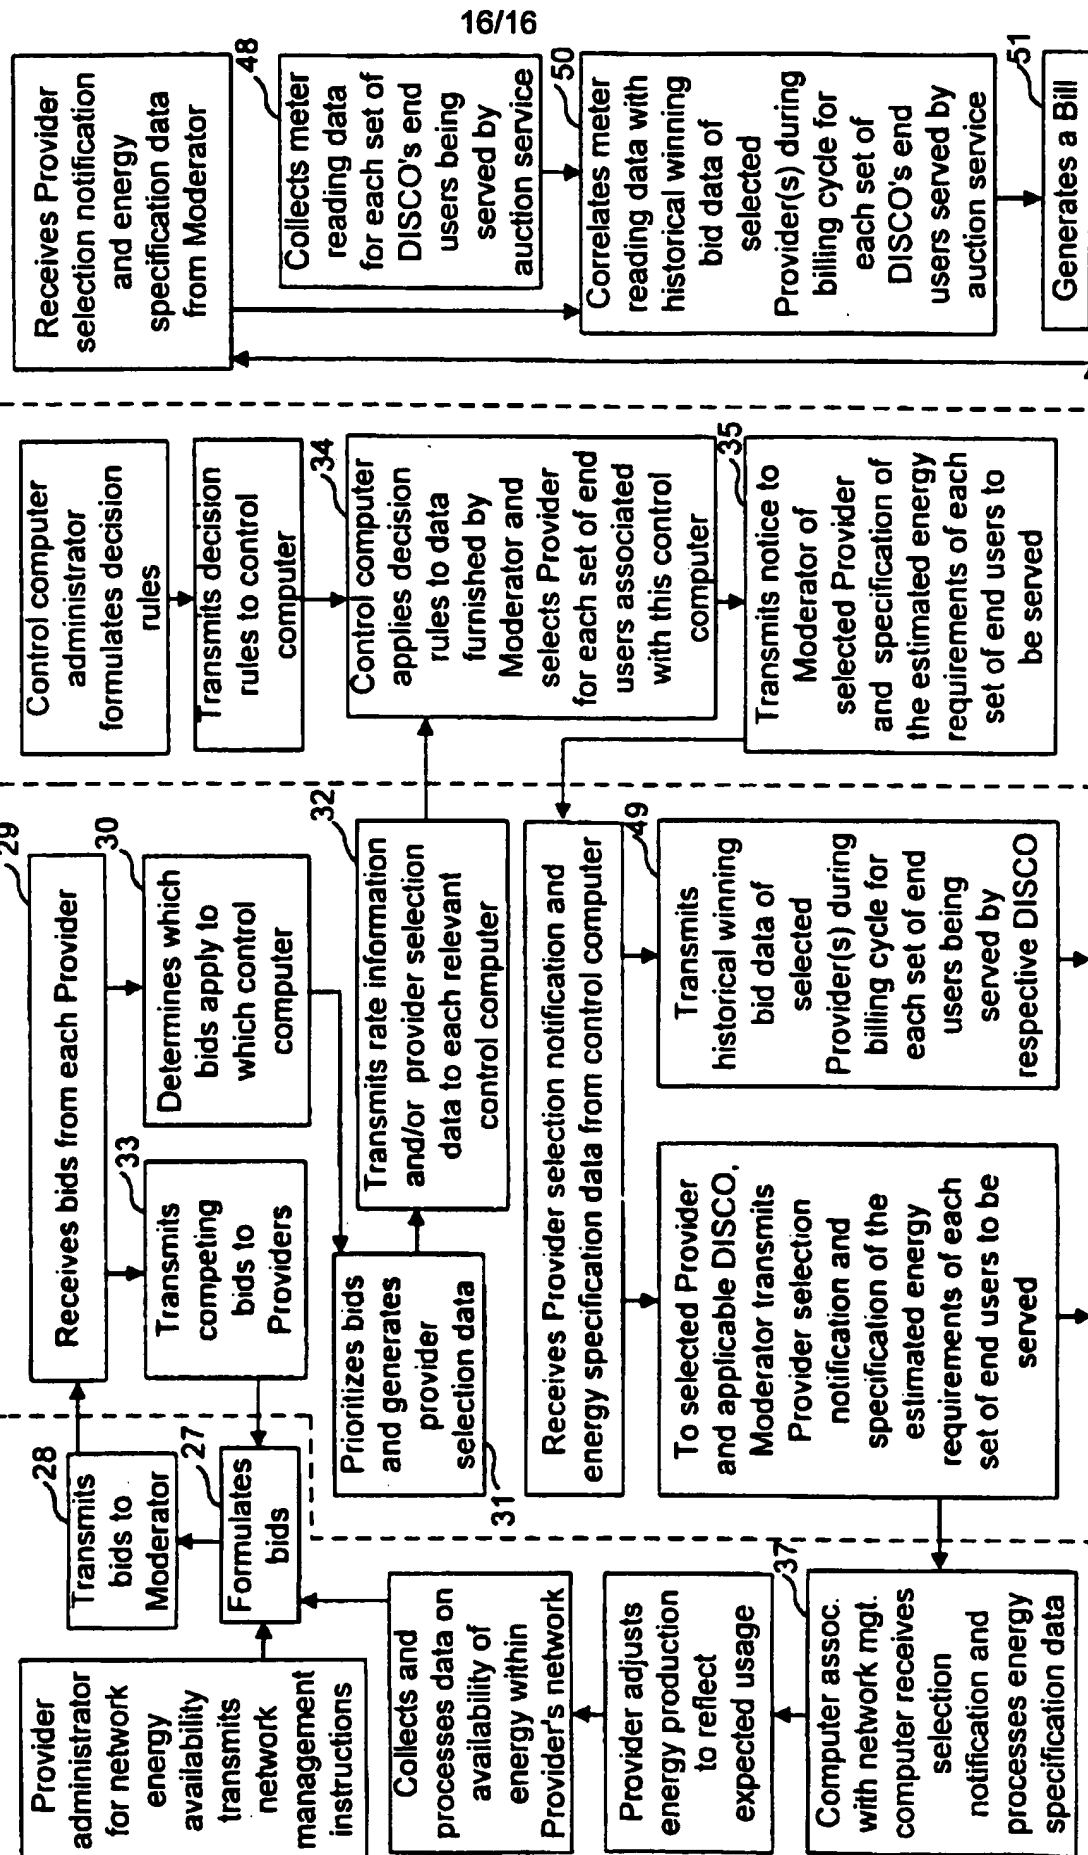 16/16
Provider
administrator
for network
energy
availability
transmits
network
management
instructions
28
Transmits
bids to
Moderator
27
Formulates
bids
Collects and
processes data on
availability of
energy within
Provider's network
Provider adjusts
energy production
to reflect
expected usage
37
Computer assoc.
with network mgt.
computer receives
selection
notification and
processes energy
specification data
29
Receives bids from each Provider
33
Transmits
competing
bids to
Providers
30
Determines which
bids apply to
which control
computer
Prioritizes bids
and generates
provider
selection data
31
32
Transmits rate information
and/or provider selection
data to each relevant
control computer
Receives Provider selection notification and
energy specification data from control computer
To selected Provider
and applicable DISCO,
Moderator transmits
Provider selection
notification and
specification of the
estimated energy
requirements of each
set of end users to be
served
49
Transmits
historical winning
bid data of
selected
Provider(s) during
billing cycle for
each set of end
users being
served by
respective DISCO
Control computer
administrator
formulates decision
rules
Transmits decision
rules to control
computer
34
Control computer
applies decision
rules to data
furnished by
Moderator and
selects Provider
for each set of end
users associated
with this control
computer
35
Transmits notice to
Moderator of
selected Provider
and specification of
the estimated energy
requirements of each
set of end users to
be served
Receives Provider
selection notification
and energy
specification data
from Moderator
48
Collects meter
reading data
for each set of
DISCO's end
users being
served by
auction service
50
Correlates meter
reading data with
historical winning
bid data of
selected
Provider(s) during
billing cycle for
each set of
DISCO's end
users served by
auction service
51
Generates a Bill